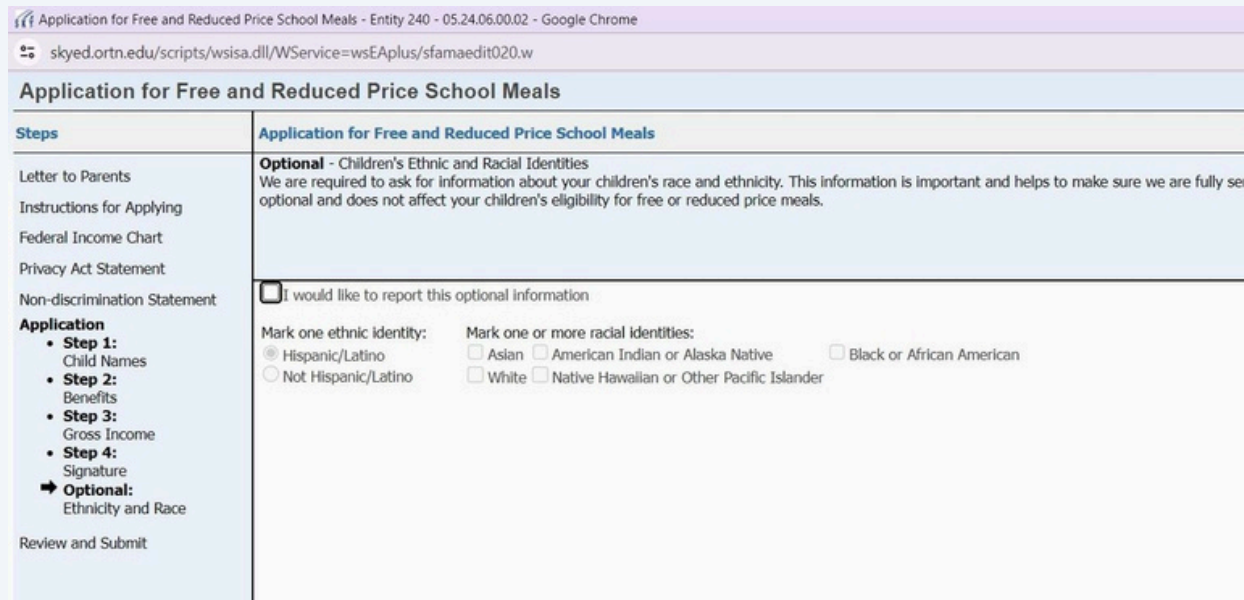 Application for Free and Reduced Price School Meals - Entity 240 - 05.24.06.00.02 - Google Chrome
skyed.ortn.edu/scripts/wsisa.dll/WService=wsEAplus/sfamaedit020.w
Application for Free and Reduced Price School Meals
Steps
Letter to Parents
Instructions for Applying
Federal Income Chart
Privacy Act Statement
Non-discrimination Statement
Application
• Step 1:
Child Names
• Step 2:
Benefits
• Step 3:
Gross Income
• Step 4:
Signature
Optional:
Ethnicity and Race
Review and Submit
Application for Free and Reduced Price School Meals
Optional - Children's Ethnic and Racial Identities
We are required to ask for information about your children's race and ethnicity. This information is important and helps to make sure we are fully se
optional and does not affect your children's eligibility for free or reduced price meals.
I would like to report this optional information
Mark one ethnic identity:
Hispanic/Latino
Not Hispanic/Latino
Mark one or more racial identities:
Asian American Indian or Alaska Native Black or African American
White Native Hawaiian or Other Pacific Islander